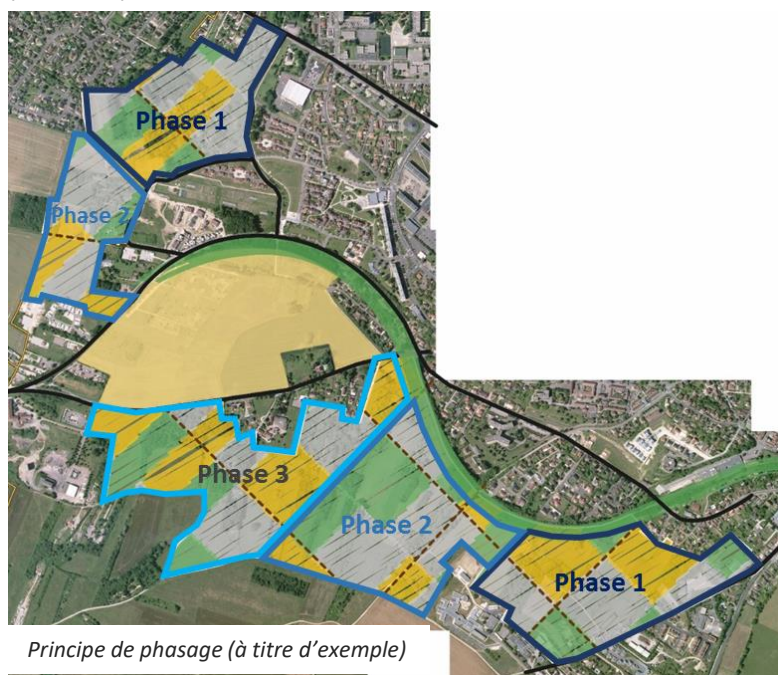 Phase 1
Phase 2
Phase 3
Phase 2
Phase 1
Principe de phasage (à titre d’exemple)